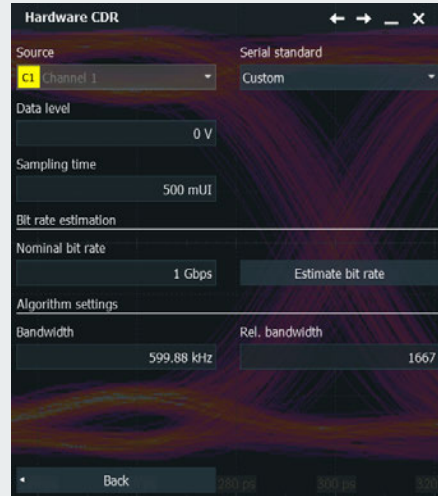 Hardware CDR
Source Serial standard
C1 Channel 1 Custom
Data level
0 V
Sampling time
500 mUI
Bit rate estimation
Nominal bit rate
1 Gbps Estimate bit rate
Algorithm settings
Bandwidth Rel. bandwidth
599.88 kHz 1667
Back
280 ps 300 ps 320